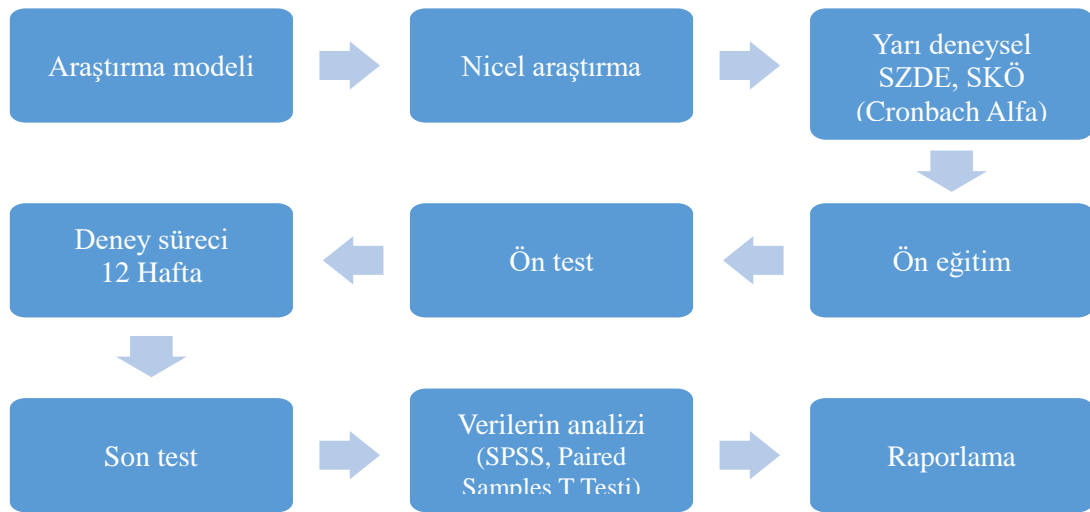 Araştırma modeli
Nicel araştırma
Yarı deneysel
SZDE, SKÖ
(Cronbach Alfa)
Ön eğitim
Ön test
Deney süreci
12 Hafta
Son test
Verilerin analizi
(SPSS, Paired
Samples T Testi)
Raporlama